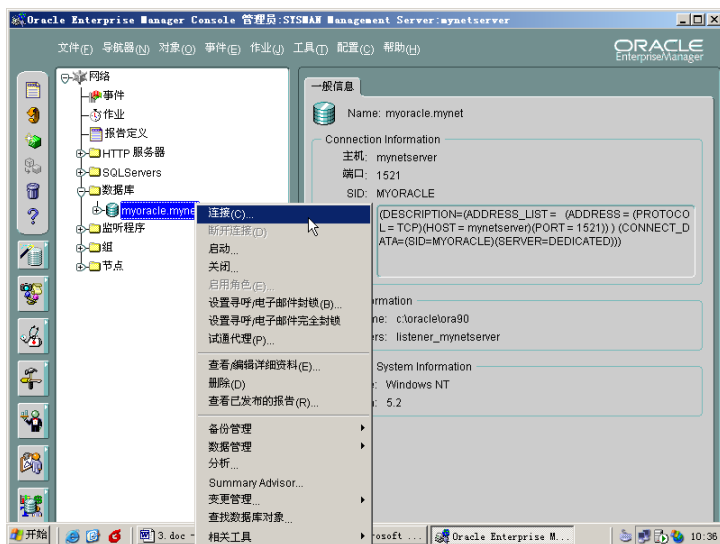 Oracle Enterprise Manager Console 管理员:SYSMAN Management Server:mynetserver
文件(F) 导航器(N) 对象(O) 事件(E) 作业(J) 工具(T) 配置(C) 帮助(H)
ORACLE
EnterpriseManager
网络
事件
作业
报告定义
HTTP 服务器
SQLServers
数据库
myoracle.myne
监听程序
组
节点
一般信息
Name: myoracle.mynet
Connection Information
主机: mynetserver
端口: 1521
SID: MYORACLE
(DESCRIPTION=(ADDRESS_LIST = (ADDRESS = (PROTOCO
L = TCP)(HOST = mynetserver)(PORT = 1521)) ) (CONNECT_D
ATA=(SID=MYORACLE)(SERVER=DEDICATED)))
ormation
me: c:\oracle\ora90
ers: listener_mynetserver
System Information
: Windows NT
: 5.2
连接(C)...
断开连接(D)
启动...
关闭...
启用角色(E)...
设置寻呼/电子邮件封锁(B)...
设置寻呼/电子邮件完全封锁
试通代理(P)...
查看/编辑详细资料(E)...
删除(D)
查看已发布的报告(R)...
备份管理
数据管理
分析...
Summary Advisor...
变更管理
查找数据库对象...
相关工具
开始
3.doc -
rosoft ...
Oracle Enterprise M...
10:36